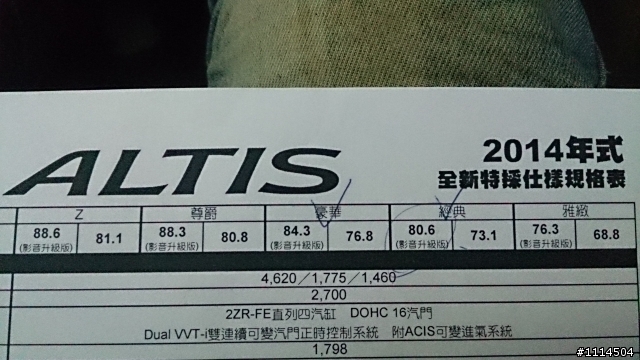 ALTIS
2014年式
全新特採仕樣規格表
Z 尊爵 豪華 經典 雅緻
88.6 81.1 88.3 80.8 84.3 76.8 80.6 73.1 76.3 68.8
(影音升級版) (影音升級版) (影音升級版) (影音升級版) (影音升級版)
4,620／1,775／1,460
2,700
2ZR-FE直列四汽缸 DOHC 16汽門
Dual VVT-i雙連續可變汽門正時控制系統 附ACIS可變進氣系統
1,798
#1114504